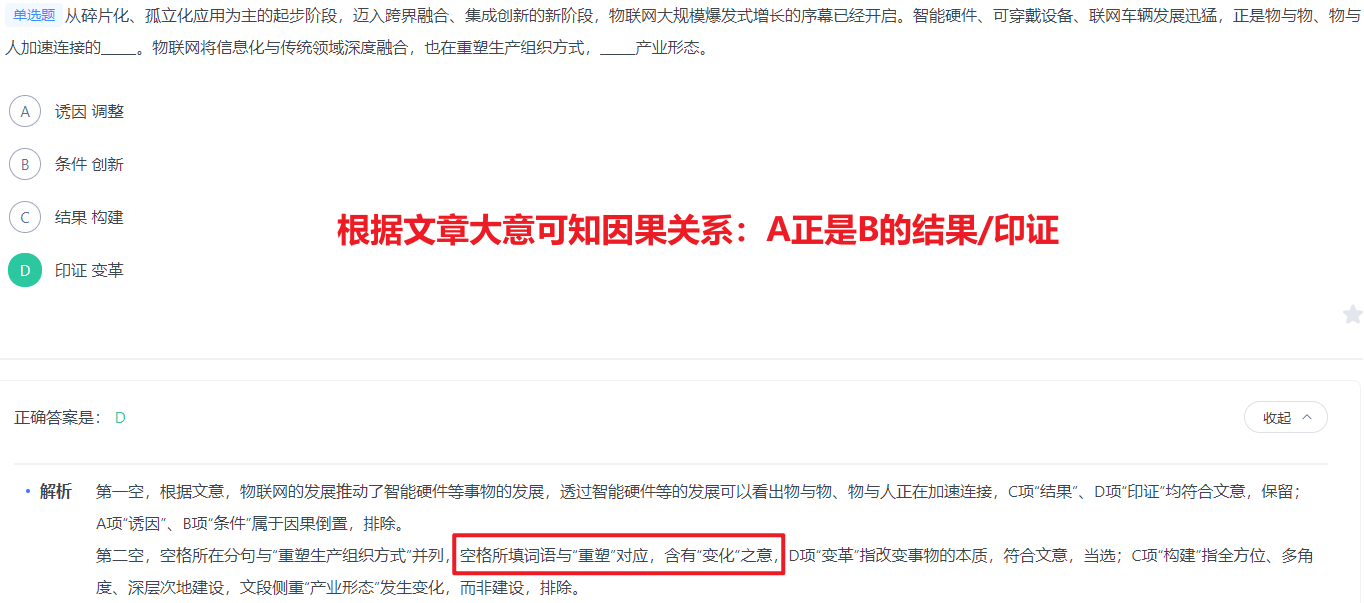 单选题 从碎片化、孤立化应用为主的起步阶段，迈入跨界融合、集成创新的新阶段，物联网大规模爆发式增长的序幕已经开启。智能硬件、可穿戴设备、联网车辆发展迅猛，正是物与物、物与
人加速连接的_____。物联网将信息化与传统领域深度融合，也在重塑生产组织方式，_____产业形态。
A 诱因 调整
B 条件 创新
C 结果 构建
根据文章大意可知因果关系：A正是B的结果/印证
D 印证 变革
正确答案是： D
收起
· 解析 第一空，根据文意，物联网的发展推动了智能硬件等事物的发展，透过智能硬件等的发展可以看出物与物、物与人正在加速连接，C项“结果”、D项“印证”均符合文意，保留；
A项“诱因”、B项“条件”属于因果倒置，排除。
第二空，空格所在分句与“重塑生产组织方式”并列，空格所填词语与“重塑”对应，含有“变化”之意，D项“变革”指改变事物的本质，符合文意，当选；C项“构建”指全方位、多角
度、深层次地建设，文段侧重“产业形态”发生变化，而非建设，排除。